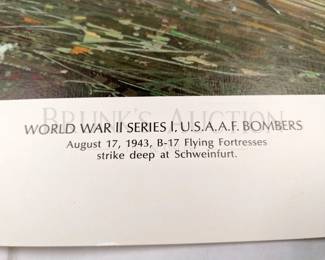 BRUNK'S AUCTION
WORLD WAR II SERIES I, U.S.A.A.F. BOMBERS
August 17, 1943, B-17 Flying Fortresses
strike deep at Schweinfurt.